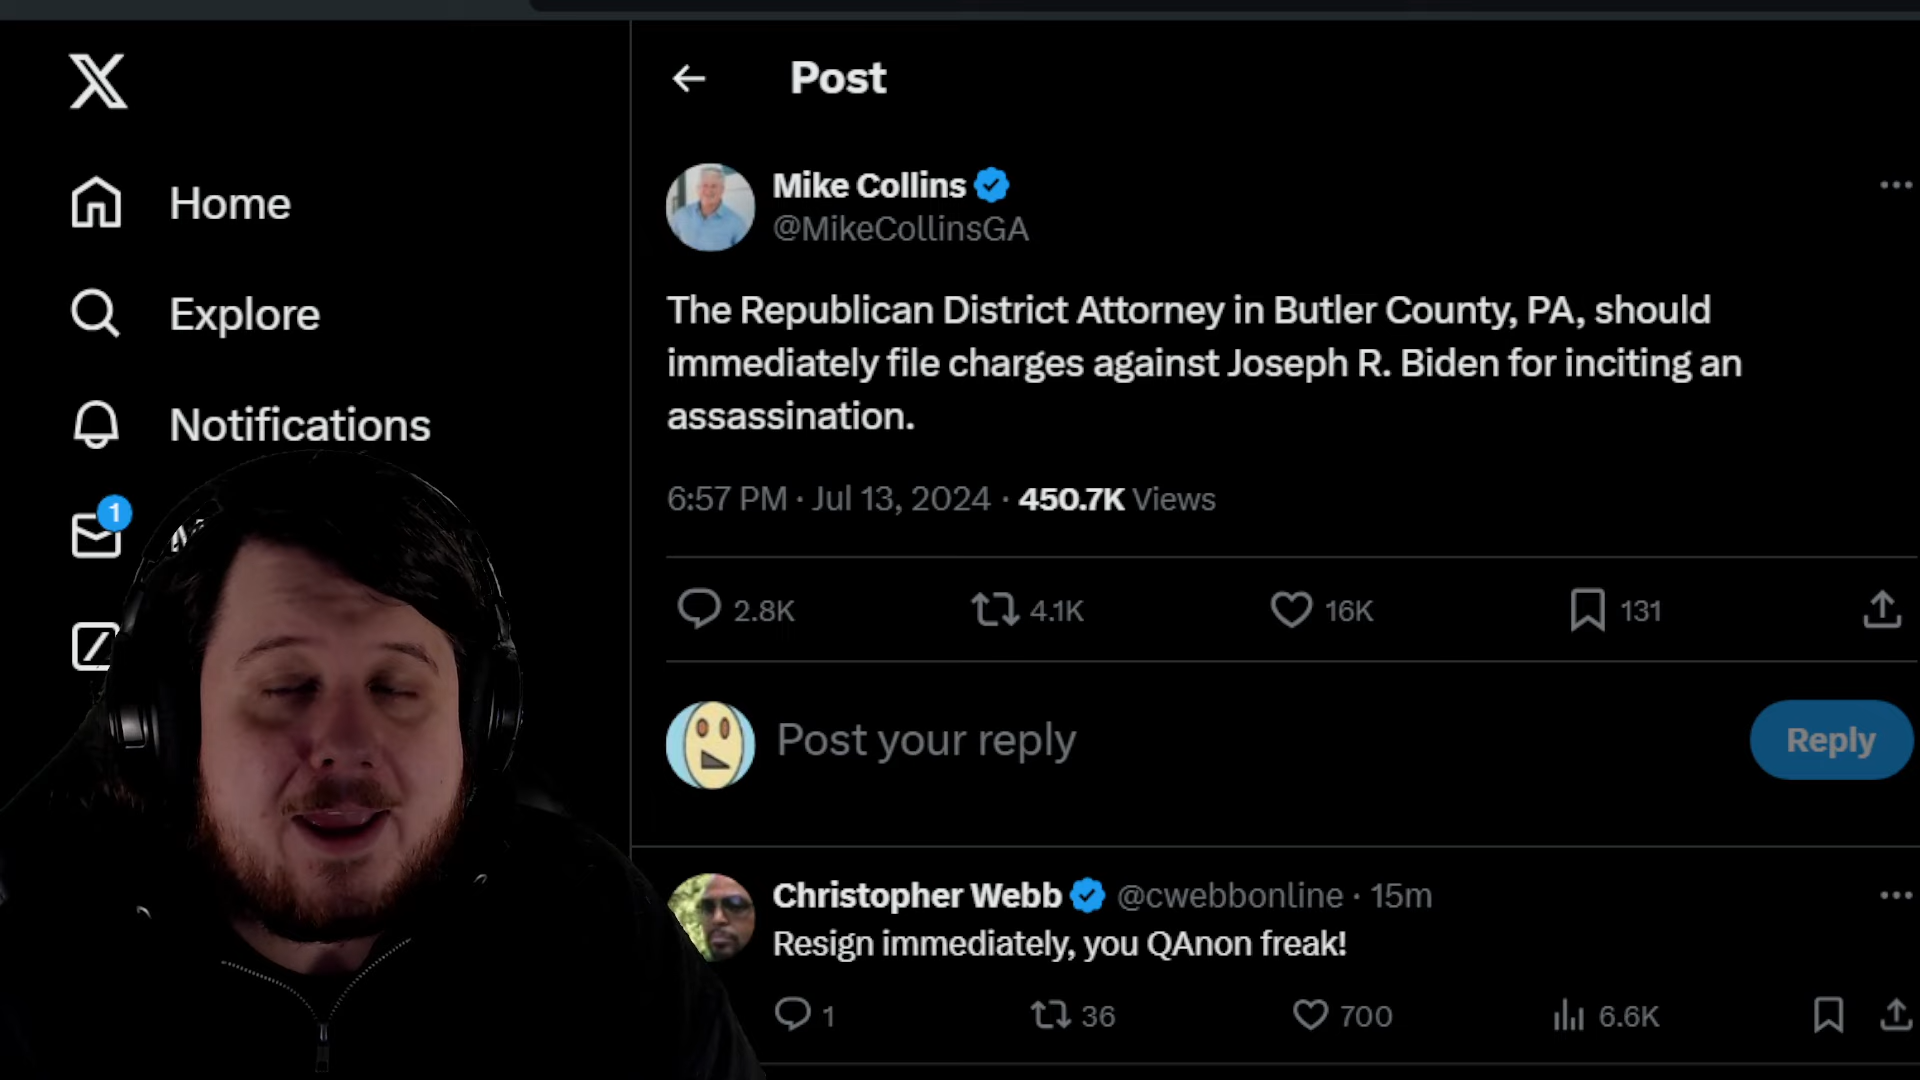 Post
Home
Explore
Notifications
1
Mike Collins
@MikeCollinsGA
The Republican District Attorney in Butler County, PA, should
immediately file charges against Joseph R. Biden for inciting an
assassination.
6:57 PM · Jul 13, 2024 · 450.7K Views
2.8K 4.1K 16K 131
Post your reply
Reply
Christopher Webb @cwebbonline · 15m
Resign immediately, you QAnon freak!
1 36 700 6.6K